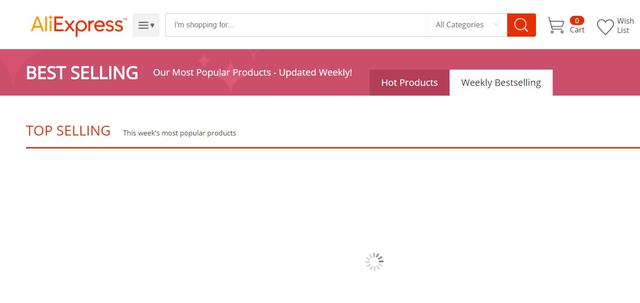 AliExpress™
I'm shopping for...
All Categories
0
Cart
Wish
List
BEST SELLING
Our Most Popular Products - Updated Weekly!
Hot Products
Weekly Bestselling
TOP SELLING
This week's most popular products